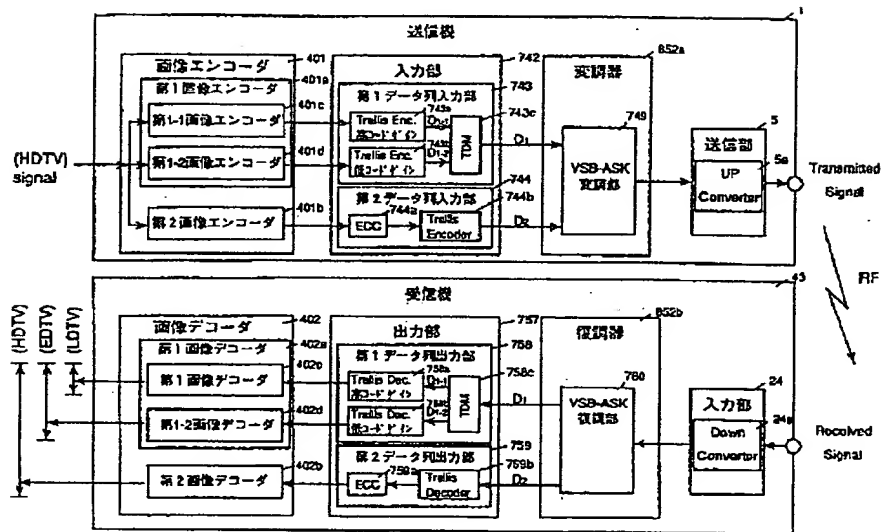 1
送信機
画像エンコーダ 401
第1画像エンコーダ 401a
401c
第1-1画像エンコーダ
401d
第1-2画像エンコーダ
401b
第2画像エンコーダ
(HDTV)
signal
入力部 742
743
第1データ列入力部
743a
Trellis Enc.
高コードゲイン
D1-1
743c
TDM
Trellis Enc.
低コードゲイン
D1-2
D1
744
第2データ列入力部
744a
ECC
744b
Trellis
Encoder
D2
変調器 852a
749
VSB-ASK
変調部
5
送信部
5a
UP
Converter
Transmitted
Signal
RF
43
受信機
(HDTV)
(EDTV)
(LDTV)
画像デコーダ 402
第1画像デコーダ 402a
402c
第1画像デコーダ
402d
第1-2画像デコーダ
402b
第2画像デコーダ
出力部 757
758
第1データ列出力部
758a
Trellis Dec.
高コードゲイン
D1-1
758c
TDM
Trellis Dec.
低コードゲイン
D1-2
D1
759
第2データ列出力部
759a
ECC
759b
Trellis
Decoder
D2
復調器 852b
760
VSB-ASK
復調部
24
入力部
24a
Down
Converter
Received
Signal